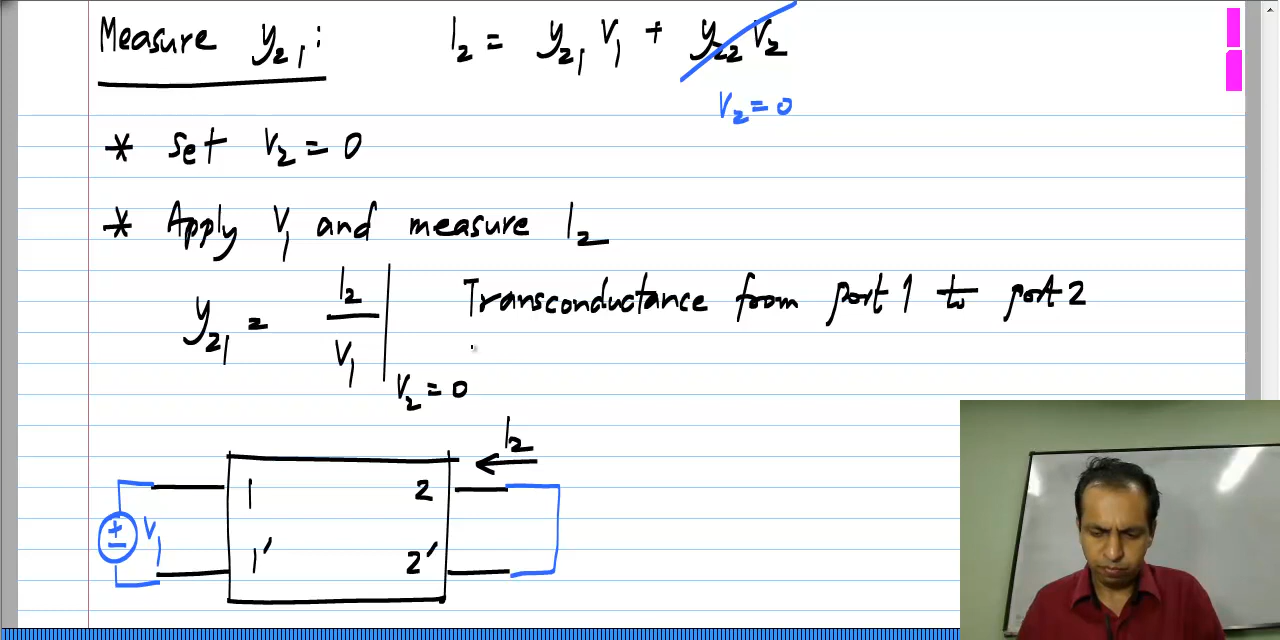 Measure y21: I2 = y21 V1 + y22 V2
V2 = 0
* Set V2 = 0
* Apply V1 and measure I2
y21 = I2 / V1 | V2 = 0 Transconductance from port 1 to port 2
I2
1 2
± V1
1' 2'